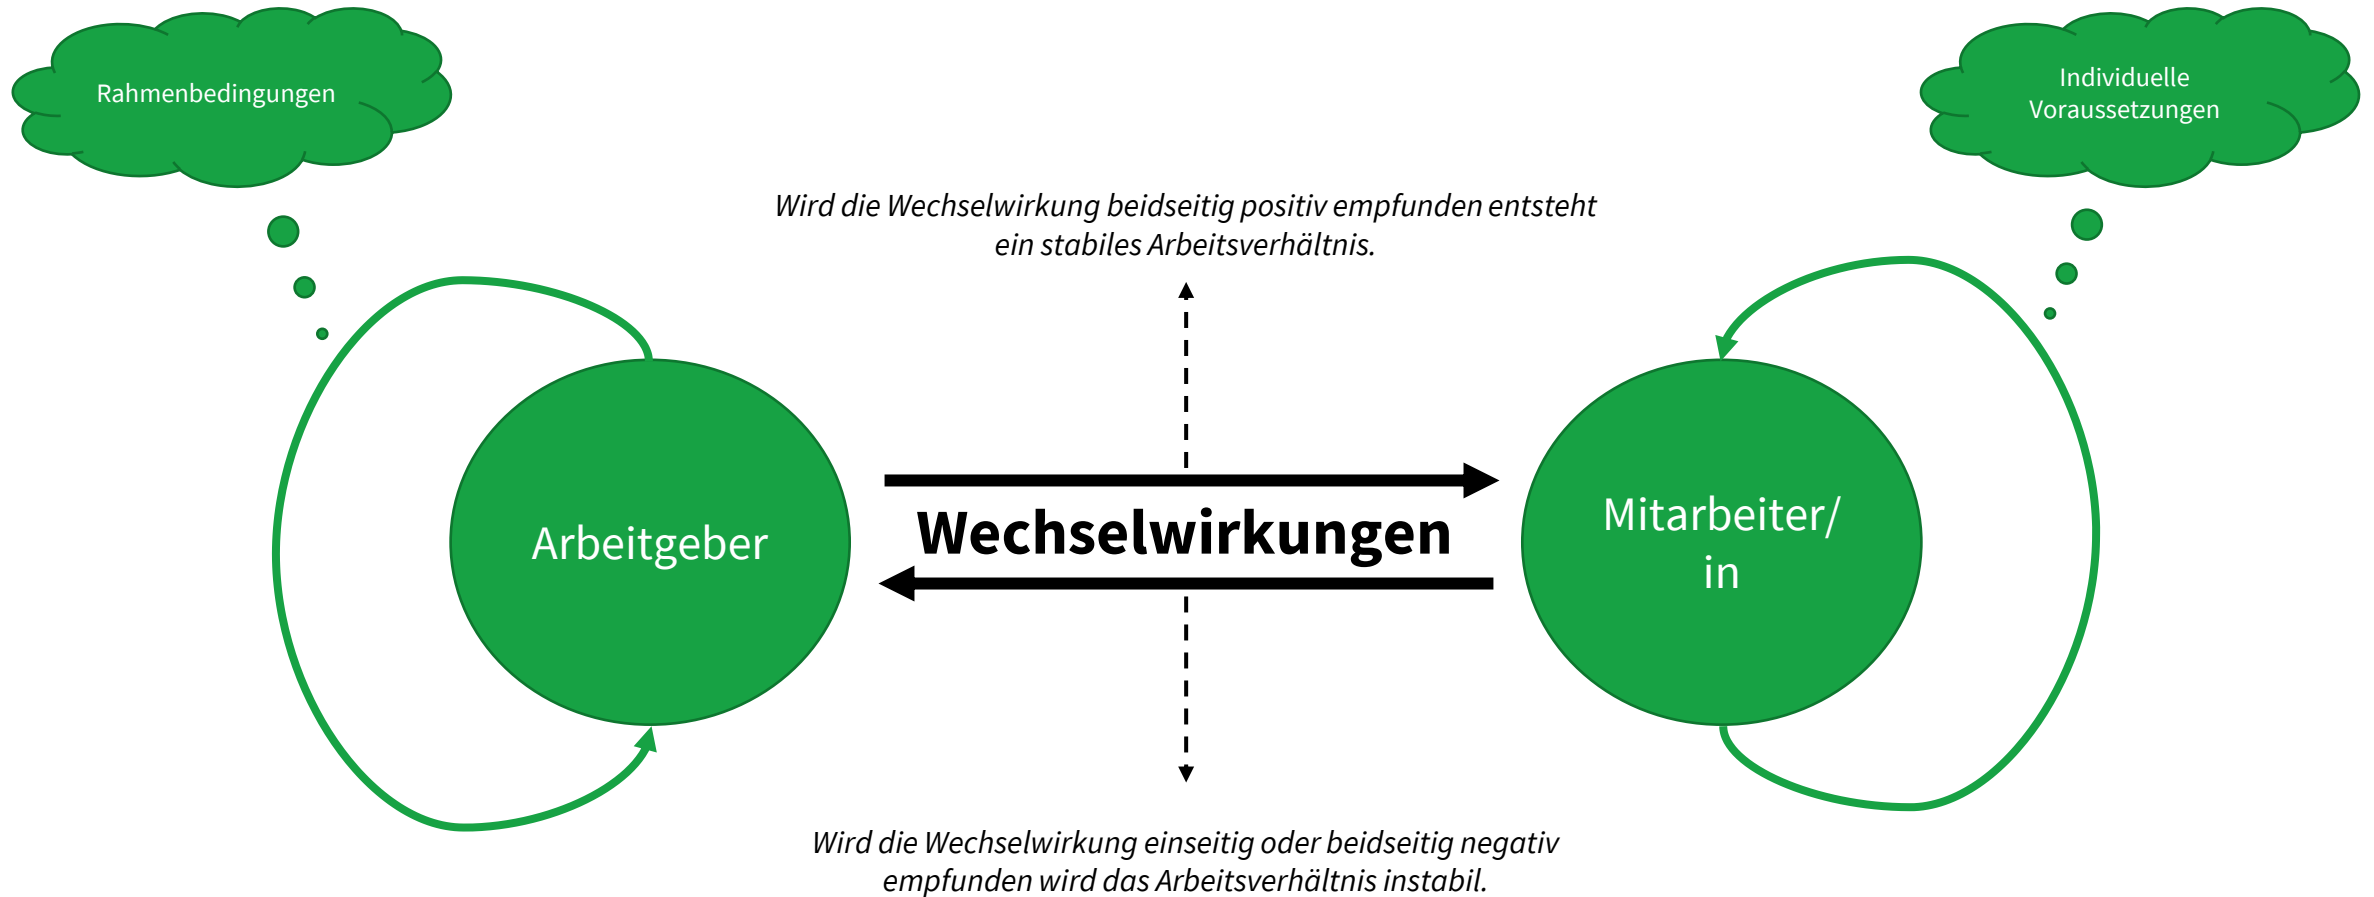 Rahmenbedingungen
Individuelle
Voraussetzungen
Wird die Wechselwirkung beidseitig positiv empfunden entsteht
ein stabiles Arbeitsverhältnis.
Arbeitgeber
Wechselwirkungen
Mitarbeiter/
in
Wird die Wechselwirkung einseitig oder beidseitig negativ
empfunden wird das Arbeitsverhältnis instabil.